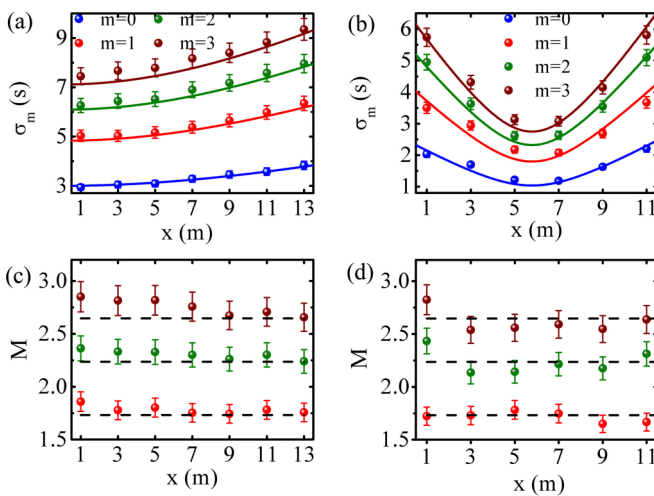 (a)
m=0
m=2
m=1
m=3
9
7
5
3
σm (s)
1 3 5 7 9 11 13
x (m)
(b)
m=0
m=1
m=2
m=3
6
5
4
3
2
1
σm (s)
1 3 5 7 9 11
x (m)
(c)
3.0
2.5
2.0
1.5
M
1 3 5 7 9 11 13
x (m)
(d)
3.0
2.5
2.0
1.5
M
1 3 5 7 9 11
x (m)